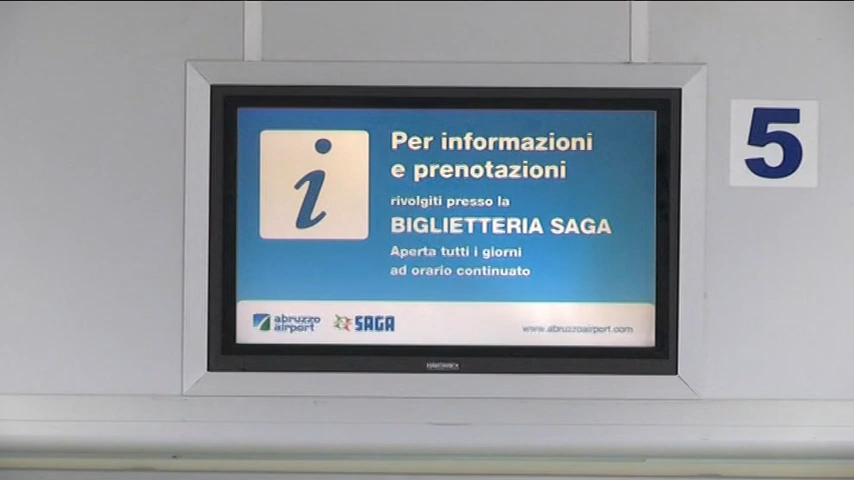 Per informazioni
e prenotazioni
rivolgiti presso la
BIGLIETTERIA SAGA
Aperta tutti i giorni
ad orario continuato
abruzzo
airport
SAGA
www.abruzzoairport.com
5